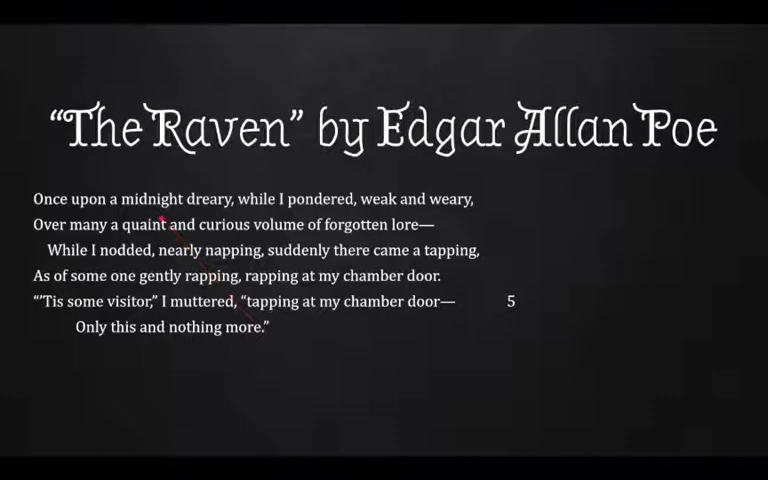 “The Raven” by Edgar Allan Poe
Once upon a midnight dreary, while I pondered, weak and weary,
Over many a quaint and curious volume of forgotten lore—
While I nodded, nearly napping, suddenly there came a tapping,
As of some one gently rapping, rapping at my chamber door.
“’Tis some visitor,” I muttered, “tapping at my chamber door— 5
Only this and nothing more.”